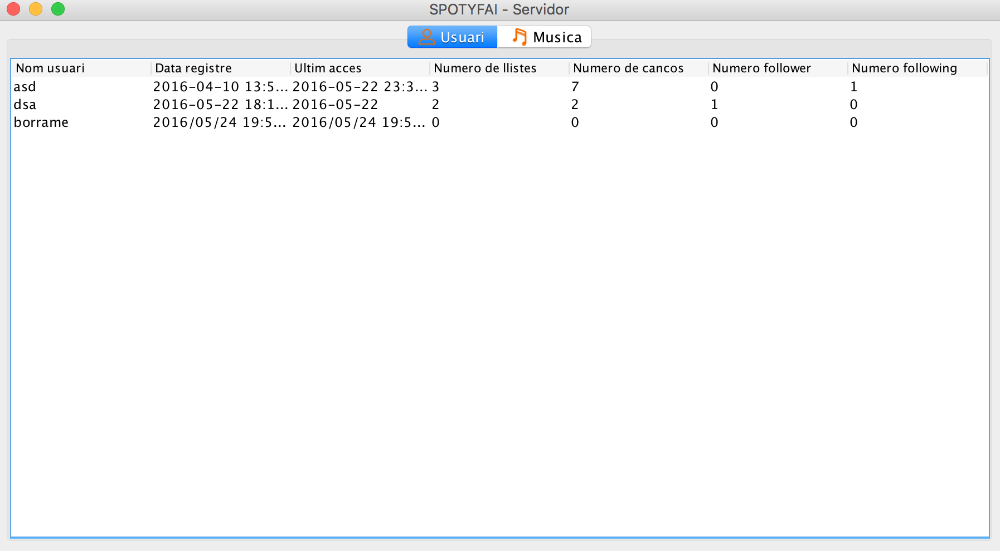 SPOTYFAI - Servidor
Usuari Musica
Nom usuari Data registre Ultim acces Numero de llistes Numero de cancos Numero follower Numero following
asd 2016-04-10 13:5... 2016-05-22 23:3... 3 7 0 1
dsa 2016-05-22 18:1... 2016-05-22 2 2 1 0
borrame 2016/05/24 19:5... 2016/05/24 19:5... 0 0 0 0